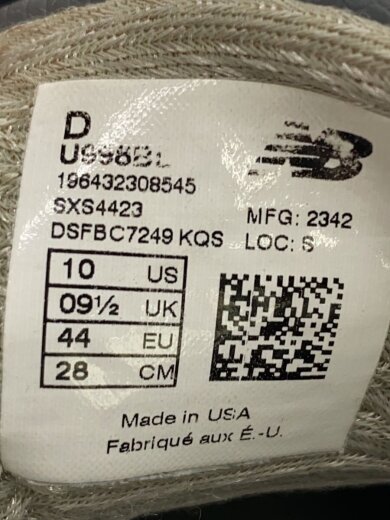 D
U998BL
196432308545
SXS4423
DSFBC7249 KQS
NB
MFG: 2342
LOC: S
10 US
09½ UK
44 EU
28 CM
Made in USA
Fabriqué aux É.-U.